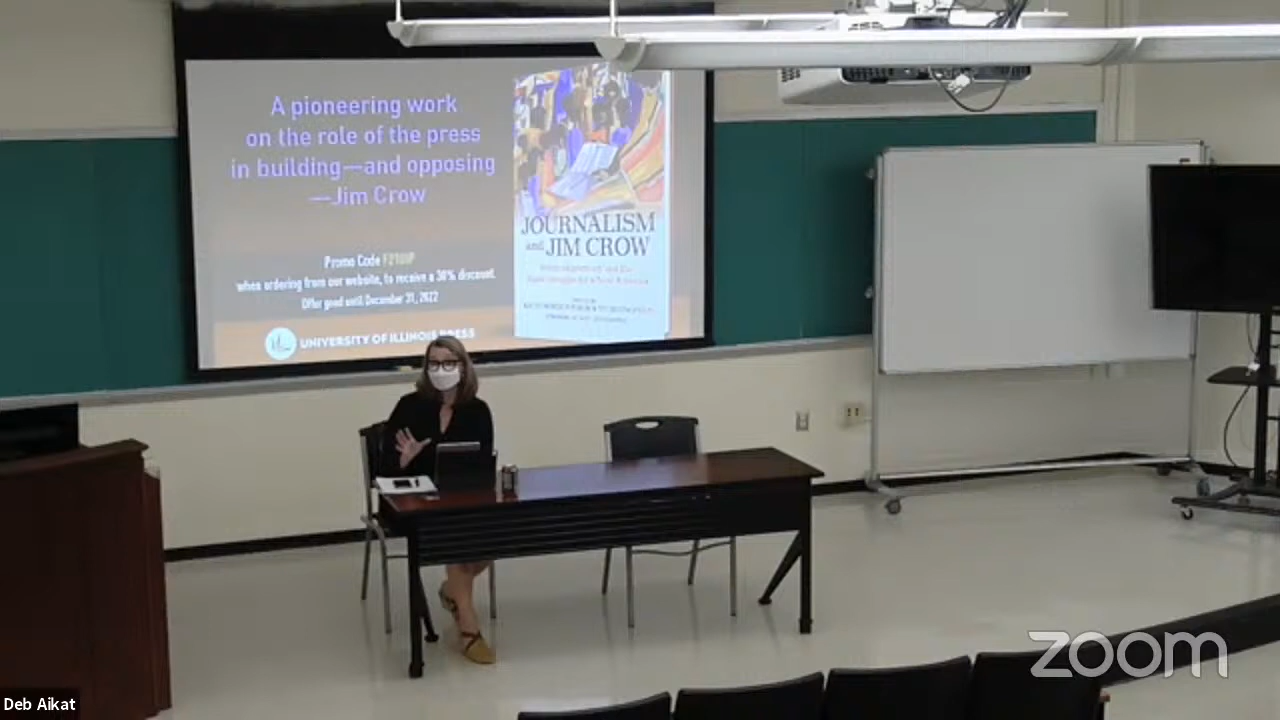 A pioneering work
on the role of the press
in building—and opposing
—Jim Crow
Promo Code
when ordering from our website, to receive a 30% discount.
Offer good until December 31, 2022
UNIVERSITY OF ILLINOIS PRESS
JOURNALISM
and JIM CROW
zoom
Deb Aikat